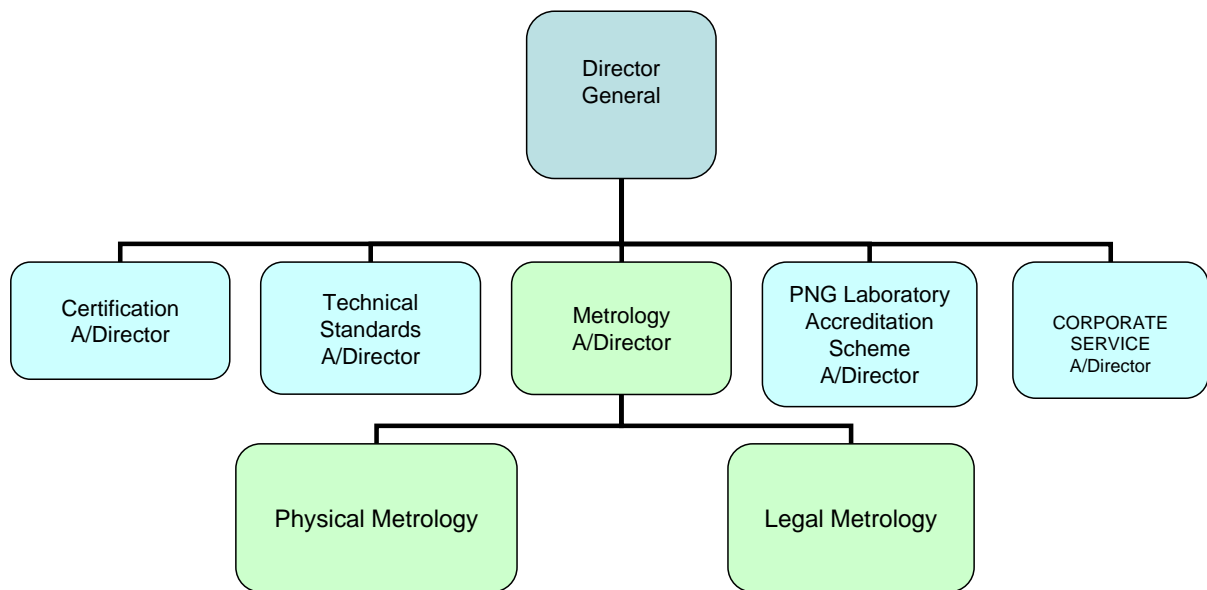 Director
General
Certification
A/Director
Technical
Standards
A/Director
Metrology
A/Director
PNG Laboratory
Accreditation
Scheme
A/Director
CORPORATE
SERVICE
A/Director
Physical Metrology
Legal Metrology